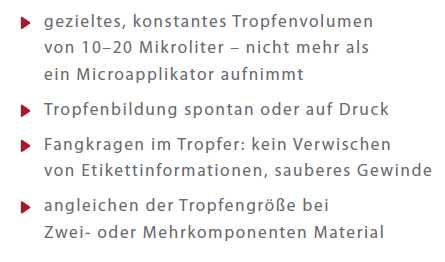 gezieltes, konstantes Tropfenvolumen
von 10–20 Mikroliter – nicht mehr als
ein Microapplikator aufnimmt
Tropfenbildung spontan oder auf Druck
Fangkragen im Tropfer: kein Verwischen
von Etikettinformationen, sauberes Gewinde
angleichen der Tropfengröße bei
Zwei- oder Mehrkomponenten Material